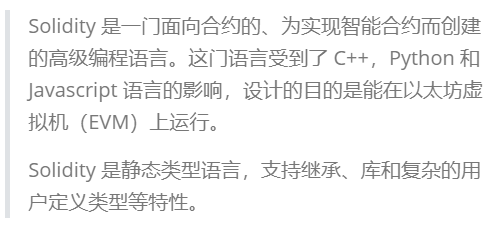 Solidity 是一门面向合约的、为实现智能合约而创建
的高级编程语言。这门语言受到了 C++，Python 和
Javascript 语言的影响，设计的目的是能在以太坊虚
拟机（EVM）上运行。
Solidity 是静态类型语言，支持继承、库和复杂的用
户定义类型等特性。